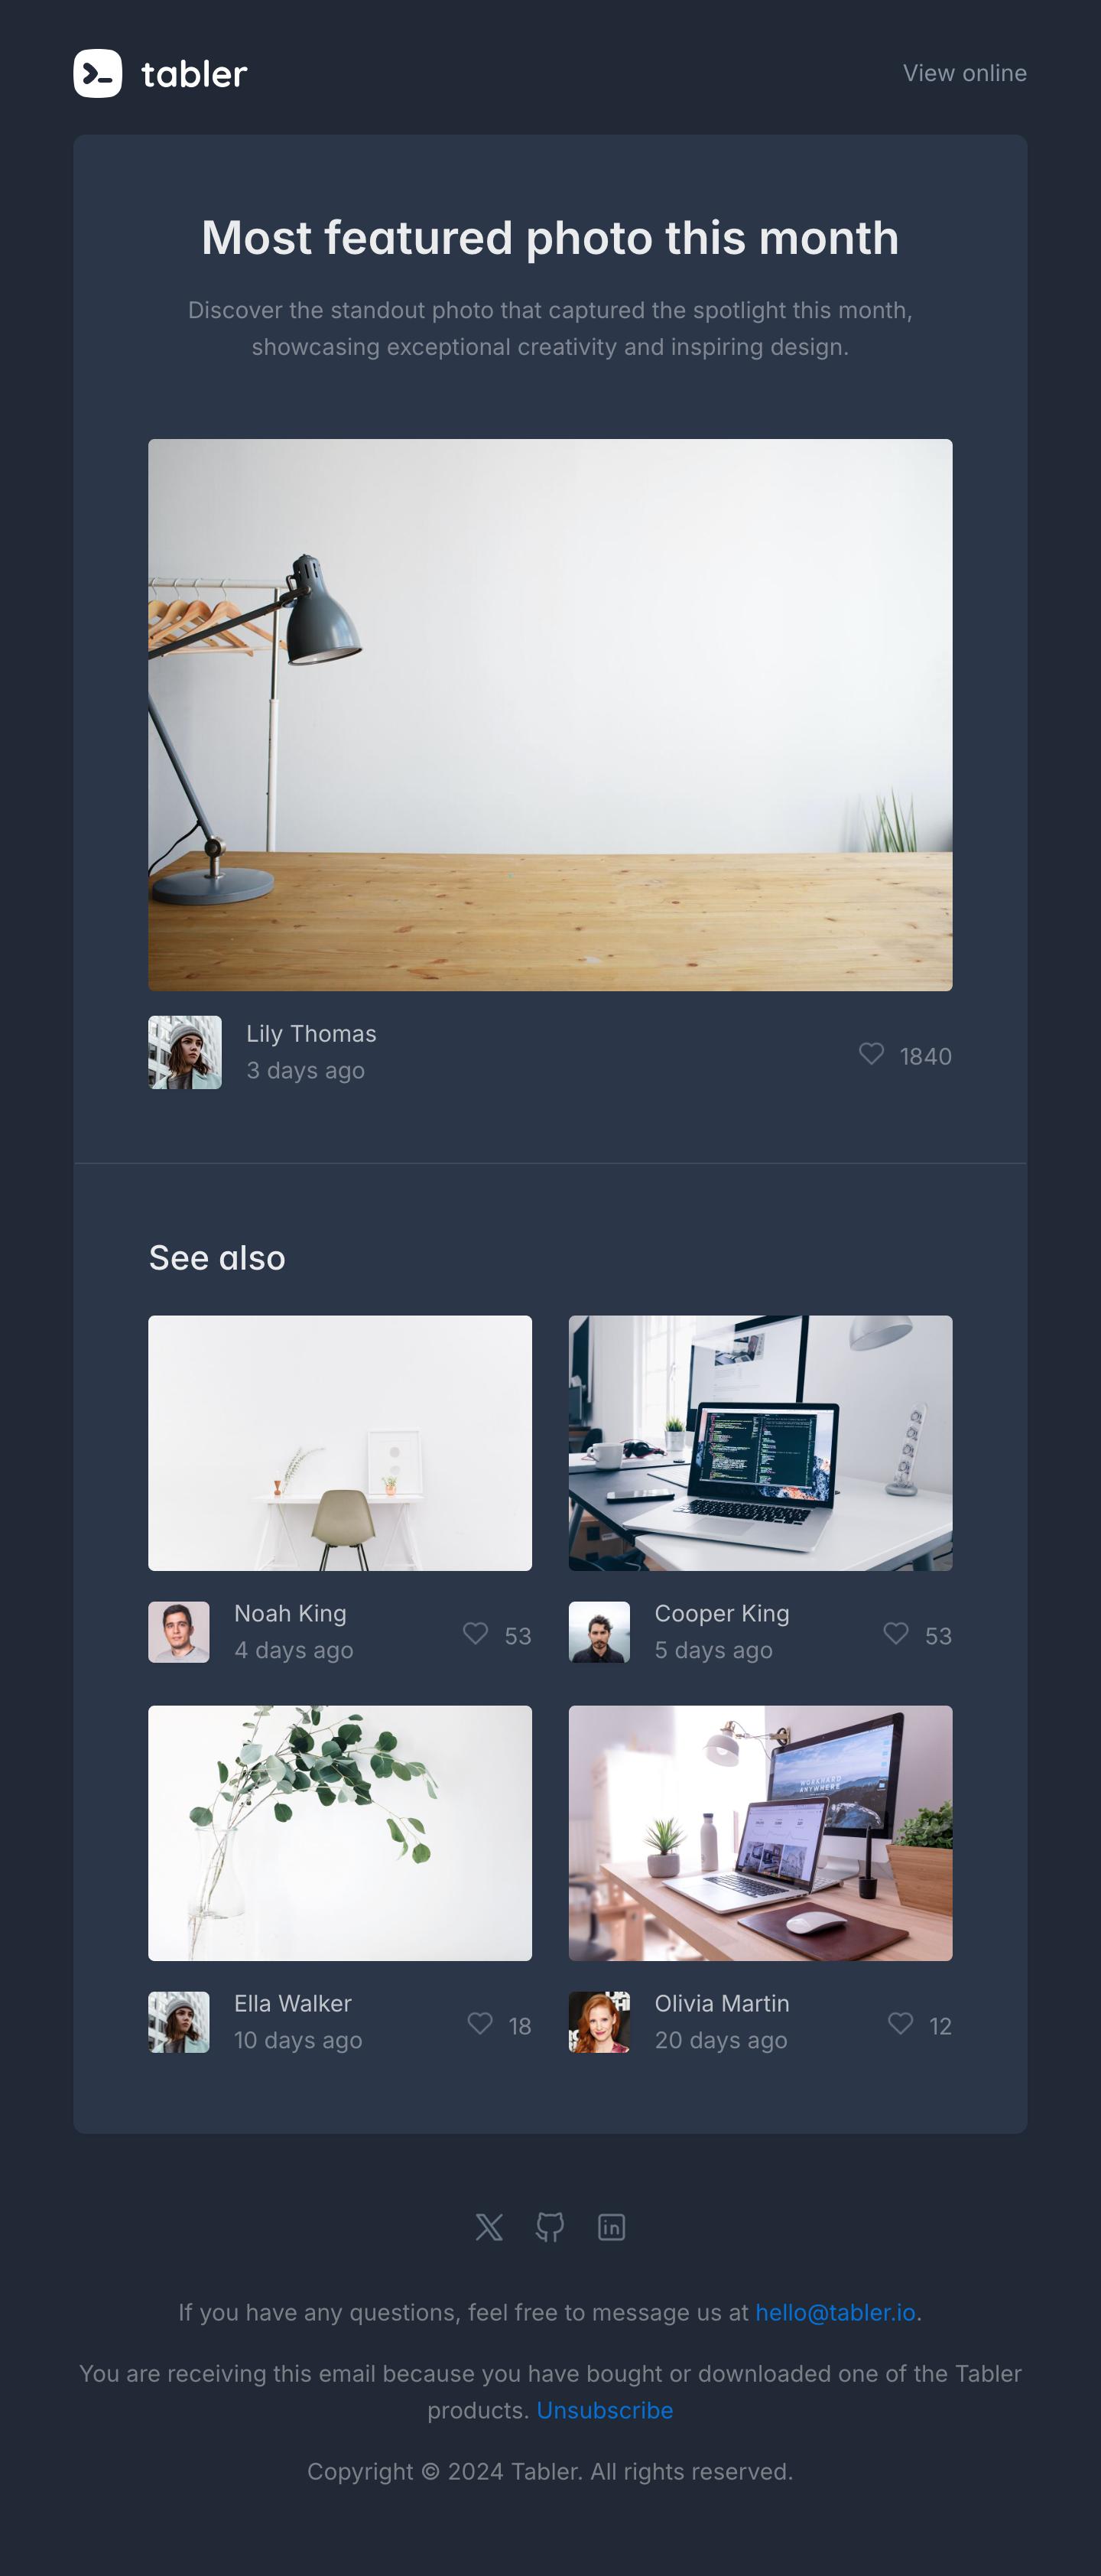 tabler
View online
Most featured photo this month
Discover the standout photo that captured the spotlight this month,
showcasing exceptional creativity and inspiring design.
Lily Thomas
3 days ago
1840
See also
Noah King
4 days ago
53
Cooper King
5 days ago
53
WORKHARD
ANYWHERE
Ella Walker
10 days ago
18
Olivia Martin
20 days ago
12
If you have any questions, feel free to message us at hello@tabler.io.
You are receiving this email because you have bought or downloaded one of the Tabler
products. Unsubscribe
Copyright © 2024 Tabler. All rights reserved.